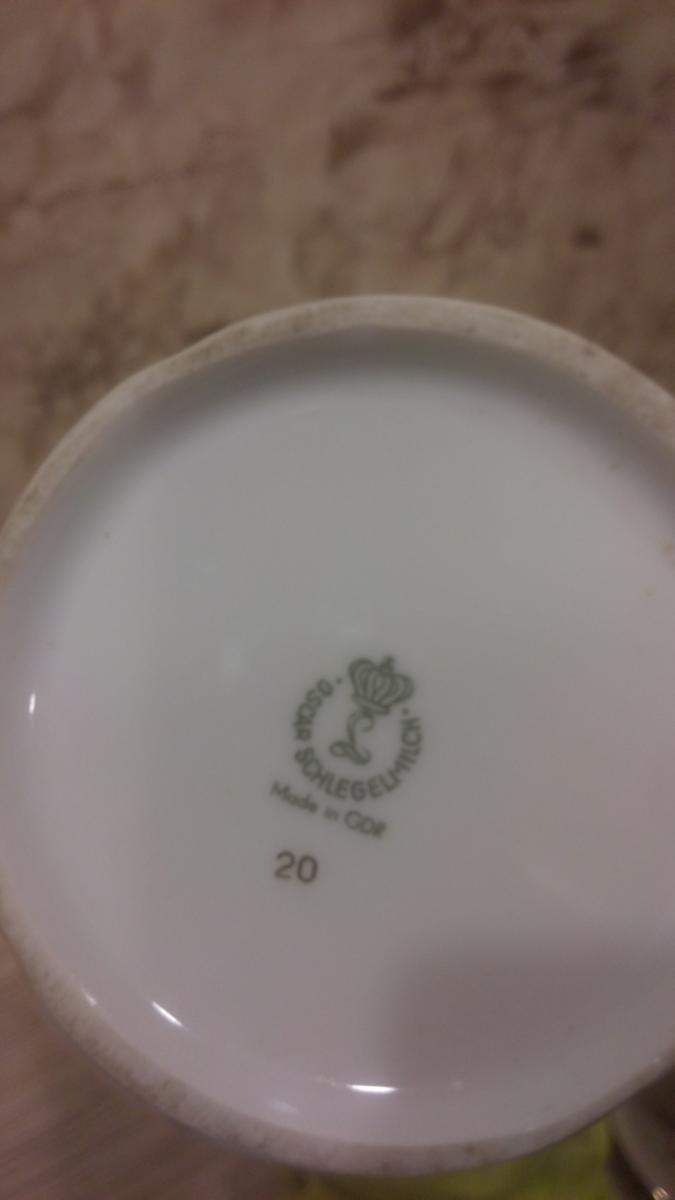 · OSCAR SCHLEGELMILCH ·
L
Made in GDR
20